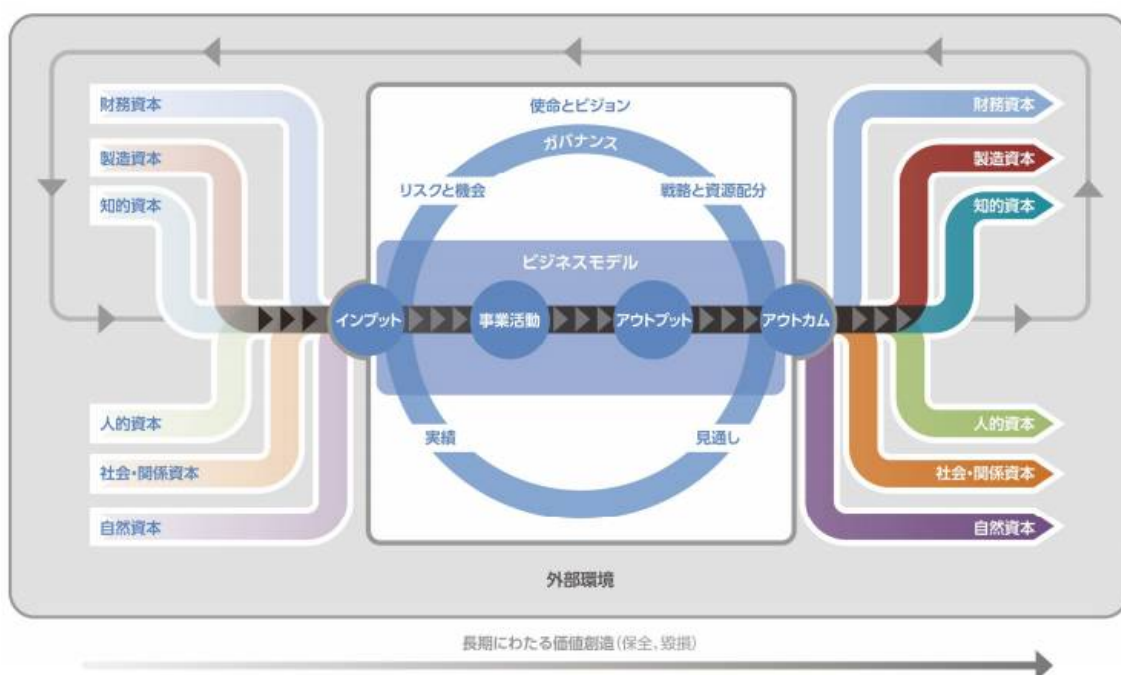 財務資本
製造資本
知的資本
人的資本
社会・関係資本
自然資本
使命とビジョン
ガバナンス
リスクと機会
戦略と資源配分
ビジネスモデル
インプット
事業活動
アウトプット
アウトカム
実績
見通し
財務資本
製造資本
知的資本
人的資本
社会・関係資本
自然資本
外部環境
長期にわたる価値創造(保全、毀損)